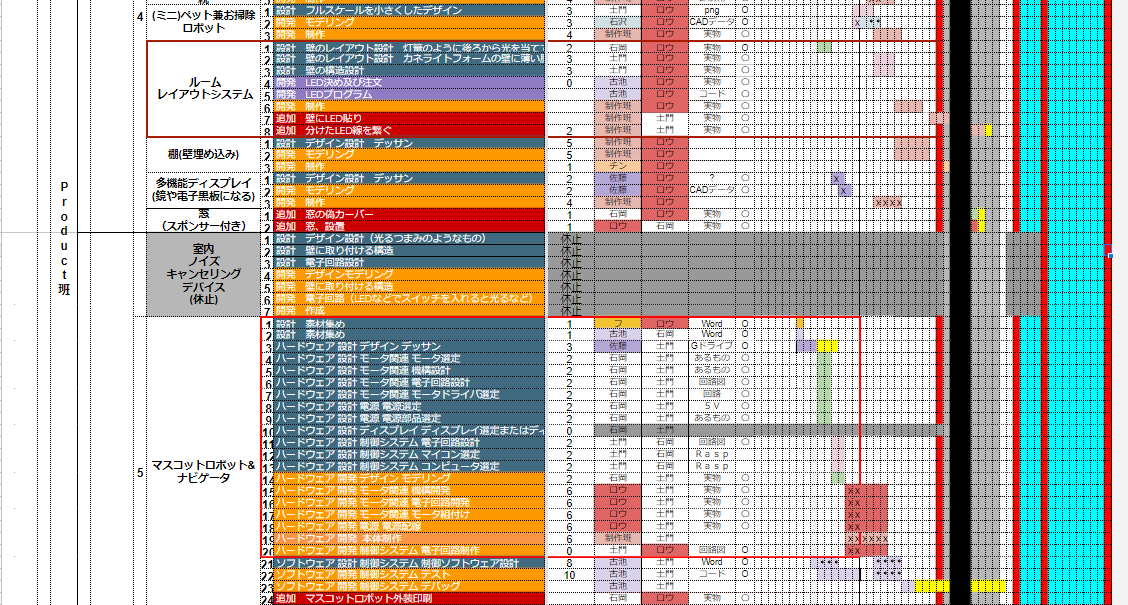 4
(ミニ)ペット兼お掃除
ロボット
1 設計 フルスケールを小さくしたデザイン 3 土門 ロウ png 〇
2 開発 モデリング 3 石沢 ロウ CADデータ 〇 x **
3 開発 制作 4 制作班 ロウ 実物 〇
ルーム
レイアウトシステム
1 設計 壁のレイアウト設計 灯篭のように後ろから光を当て 2 石岡 ロウ 実物 〇
2 設計 壁のレイアウト設計 カネライトフォームの壁に薄い 3 土門 ロウ 実物 〇
3 設計 壁の構造設計 3 土門 ロウ 実物 〇
4 開発 LED決め及び注文 0 古池 ロウ 実物 〇
5 開発 LEDプログラム 古池 ロウ コード 〇
6 開発 制作 制作班 ロウ 実物 〇
7 追加 壁にLED貼り 制作班 土門 実物 〇
8 追加 分けたLED線を繋ぐ 2 制作班 土門 実物 〇
棚(壁埋め込み)
1 設計 デザイン設計 デッサン 5 制作班 ロウ
2 開発 モデリング 5 制作班 ロウ
3 開発 制作 1 チン ロウ
多機能ディスプレイ
(鏡や電子黒板になる)
1 設計 デザイン設計 デッサン 2 佐藤 ロウ ? 〇 x
2 開発 モデリング 2 佐藤 ロウ CADデータ 〇 x
3 開発 制作 4 制作班 ロウ 実物 〇 x x x x
窓
(スポンサー付き)
1 追加 窓の偽カーバー 1 石岡 ロウ 実物 〇
2 追加 窓、設置 1 ロウ 石岡 実物 〇
Product班
室内
ノイズ
キャンセリング
デバイス
(休止)
1 設計 デザイン設計（光るつまみのようなもの） 休止
2 設計 壁に取り付ける構造 休止
3 設計 電子回路設計 休止
4 開発 デザインモデリング 休止
5 開発 壁に取り付ける構造 休止
6 開発 電子回路（LEDなどでスイッチを入れると光るなど） 休止
7 開発 作成 休止
5
マスコットロボット&
ナビゲータ
1 設計 素材集め 1 フ ロウ Word 〇
2 設計 素材集め 1 古池 石岡 Word 〇
3 ハードウェア 設計 デザイン デッサン 3 佐藤 土門 Gドライブ 〇
4 ハードウェア 設計 モータ関連 モータ選定 2 石岡 土門 あるもの 〇
5 ハードウェア 設計 モータ関連 機構設計 2 石岡 土門 あるもの 〇
6 ハードウェア 設計 モータ関連 電子回路設計 2 石岡 土門 回路図 〇
7 ハードウェア 設計 モータ関連 モータドライバ選定 2 石岡 土門 回路 〇
8 ハードウェア 設計 電源 電源選定 2 石岡 土門 5V 〇
9 ハードウェア 設計 電源 電源部品選定 2 石岡 土門 あるもの 〇
10 ハードウェア 設計 ディスプレイ ディスプレイ選定またはディ 0 石岡 土門
11 ハードウェア 設計 制御システム 電子回路設計 2 土門 石岡 回路図 〇
12 ハードウェア 設計 制御システム マイコン選定 2 土門 石岡 Rasp 〇
13 ハードウェア 設計 制御システム コンピュータ選定 2 土門 石岡 Rasp 〇
14 ハードウェア 開発 デザイン モデリング 2 石岡 土門 実物 〇
15 ハードウェア 開発 モータ関連 機構開発 6 ロウ 土門 実物 〇 x x
16 ハードウェア 開発 モータ関連 電子回路開発 6 ロウ 土門 実物 〇 x x
17 ハードウェア 開発 モータ関連 モータ組付け 6 ロウ 土門 実物 〇 x x
18 ハードウェア 開発 電源 電源配線 6 ロウ 土門 実物 〇 x x
19 ハードウェア 開発 本体制作 6 制作班 土門 x x x x x x
20 ハードウェア 開発 制御システム 電子回路制作 0 土門 ロウ 回路図 〇 x x
21 ソフトウェア 設計 制御システム 制御ソフトウェア設計 8 古池 土門 Word 〇 *** ****
22 ソフトウェア 開発 制御システム テスト 10 古池 土門 コード 〇 ****
23 ソフトウェア 開発 制御システム デバッグ 古池 土門
24 追加 マスコットロボット外装印刷 石岡 ロウ 実物 〇